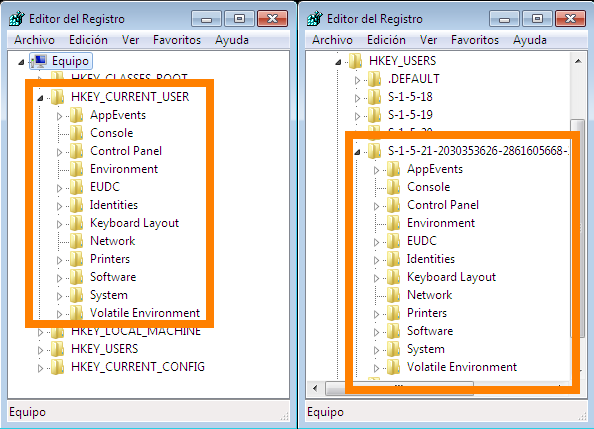 Editor del Registro
Archivo Edición Ver Favoritos Ayuda
Equipo
HKEY_CLASSES_ROOT
HKEY_CURRENT_USER
AppEvents
Console
Control Panel
Environment
EUDC
Identities
Keyboard Layout
Network
Printers
Software
System
Volatile Environment
HKEY_LOCAL_MACHINE
HKEY_USERS
HKEY_CURRENT_CONFIG
Equipo
Editor del Registro
Archivo Edición Ver Favoritos Ayuda
HKEY_USERS
.DEFAULT
S-1-5-18
S-1-5-19
S-1-5-20
S-1-5-21-2030353626-2861605668-
AppEvents
Console
Control Panel
Environment
EUDC
Identities
Keyboard Layout
Network
Printers
Software
System
Volatile Environment
Equipo